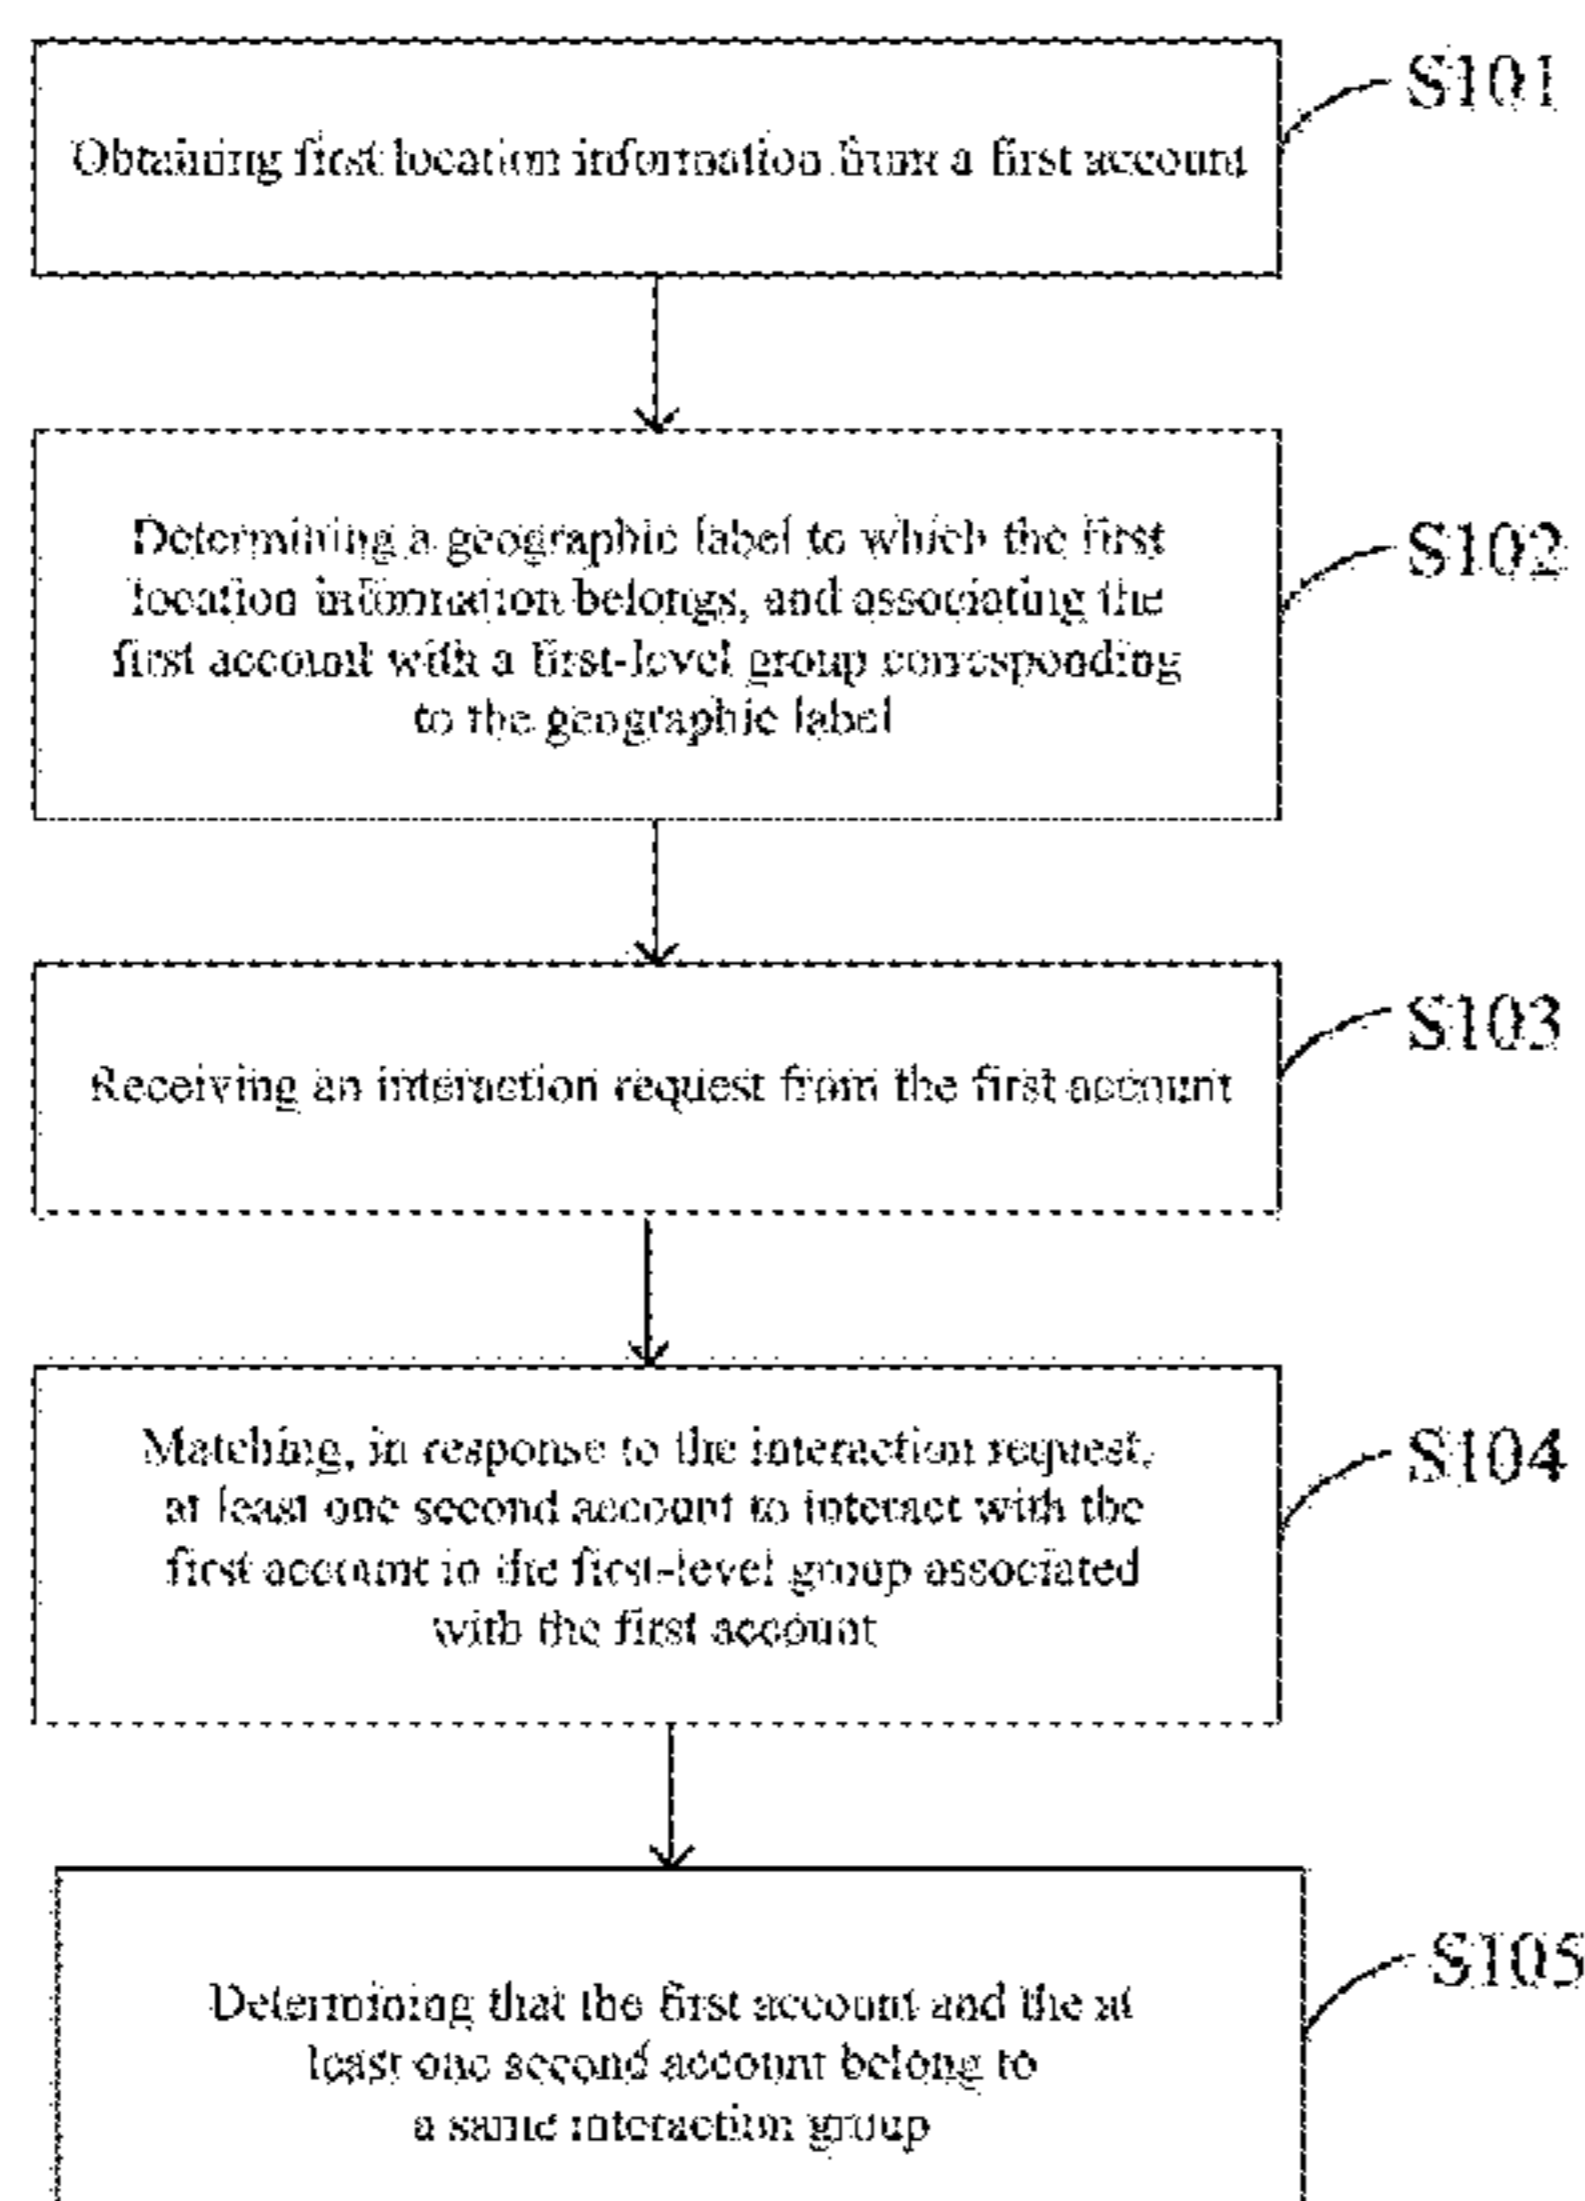 Obtaining first location information from a first account
S101
Determining a geographic label to which the first
location information belongs, and associating the
first account with a first-level group corresponding
to the geographic label
S102
Receiving an interaction request from the first account
S103
Matching, in response to the interaction request,
at least one second account to interact with the
first account in the first-level group associated
with the first account
S104
Determining that the first account and the at
least one second account belong to
a same interaction group
S105